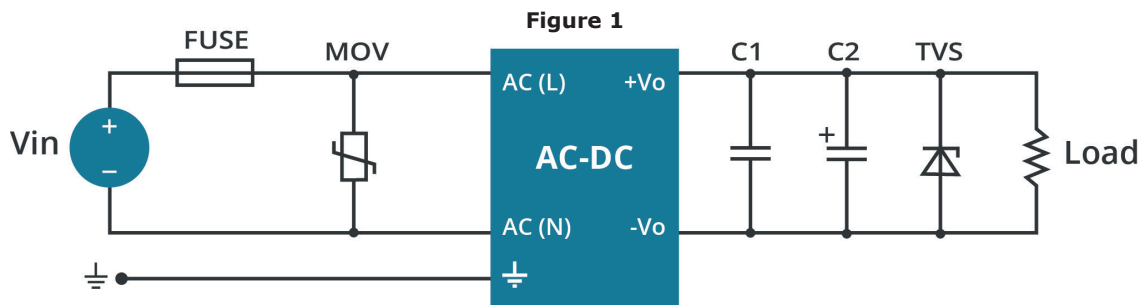 Figure 1
FUSE
MOV
C1
C2
TVS
AC (L)
+Vo
Vin
+
−
AC-DC
+
Load
AC (N)
-Vo